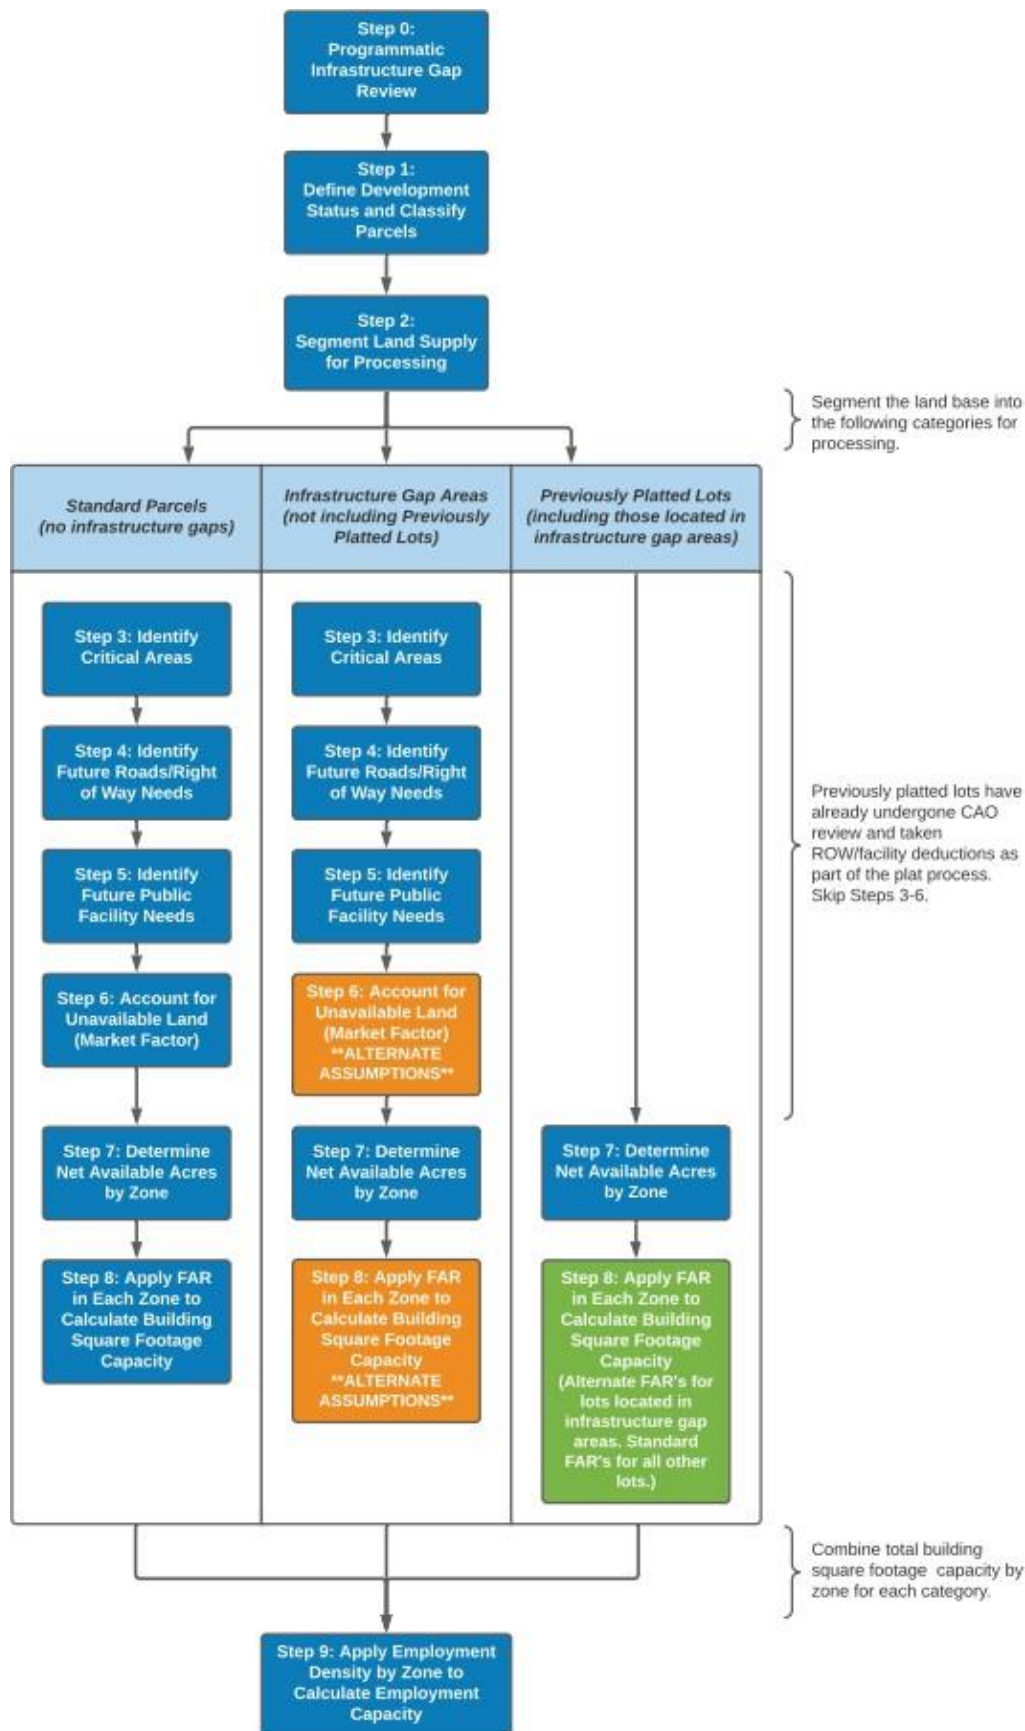 Step 0:
Programmatic
Infrastructure Gap
Review
Step 1:
Define Development
Status and Classify
Parcels
Step 2:
Segment Land Supply
for Processing
Segment the land base into
the following categories for
processing.
Standard Parcels
(no infrastructure gaps)
Infrastructure Gap Areas
(not including Previously
Platted Lots)
Previously Platted Lots
(including those located in
infrastructure gap areas)
Step 3: Identify
Critical Areas
Step 4: Identify
Future Roads/Right
of Way Needs
Step 5: Identify
Future Public
Facility Needs
Step 6: Account for
Unavailable Land
(Market Factor)
Step 7: Determine
Net Available Acres
by Zone
Step 8: Apply FAR
in Each Zone to
Calculate Building
Square Footage
Capacity
Step 3: Identify
Critical Areas
Step 4: Identify
Future Roads/Right
of Way Needs
Step 5: Identify
Future Public
Facility Needs
Step 6: Account for
Unavailable Land
(Market Factor)
**ALTERNATE
ASSUMPTIONS**
Step 7: Determine
Net Available Acres
by Zone
Step 8: Apply FAR
in Each Zone to
Calculate Building
Square Footage
Capacity
**ALTERNATE
ASSUMPTIONS**
Step 7: Determine
Net Available Acres
by Zone
Step 8: Apply FAR
in Each Zone to
Calculate Building
Square Footage
Capacity
(Alternate FAR's for
lots located in
infrastructure gap
areas. Standard
FAR's for all other
lots.)
Previously platted lots have
already undergone CAO
review and taken
ROW/facility deductions as
part of the plat process.
Skip Steps 3-6.
Combine total building
square footage capacity by
zone for each category.
Step 9: Apply Employment
Density by Zone to
Calculate Employment
Capacity